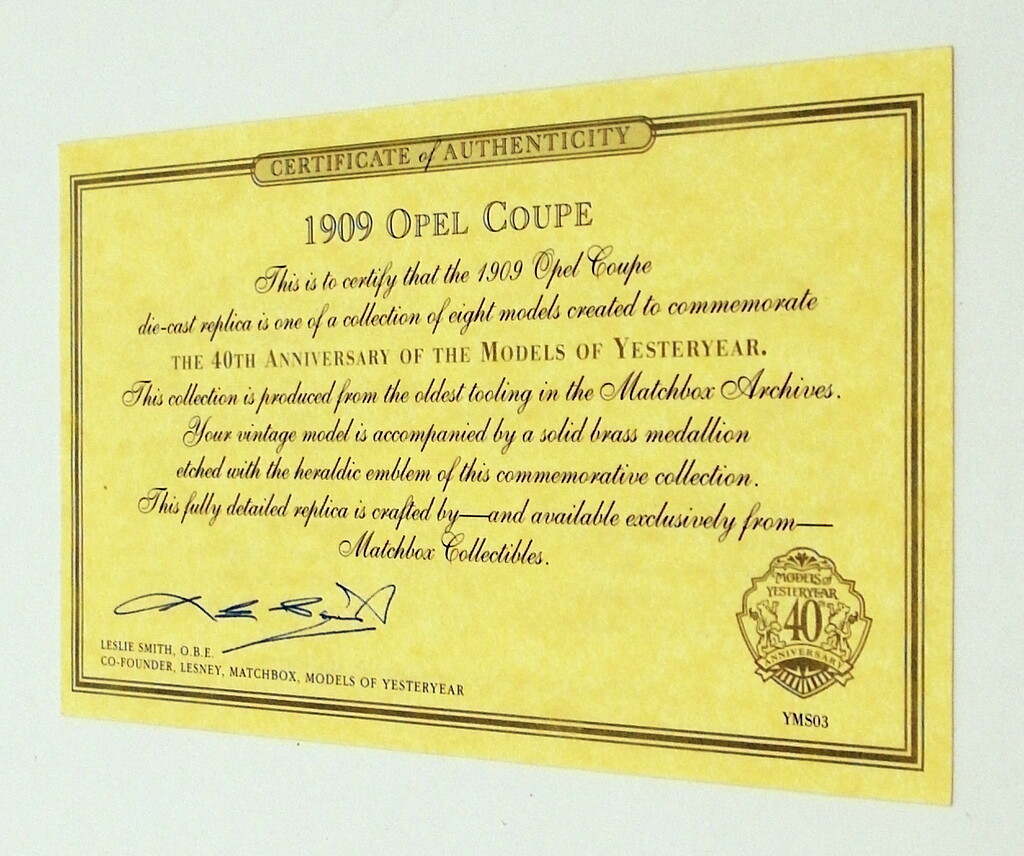 CERTIFICATE of AUTHENTICITY
1909 OPEL COUPE
This is to certify that the 1909 Opel Coupe
die-cast replica is one of a collection of eight models created to commemorate
THE 40TH ANNIVERSARY OF THE MODELS OF YESTERYEAR.
This collection is produced from the oldest tooling in the Matchbox Archives.
Your vintage model is accompanied by a solid brass medallion
etched with the heraldic emblem of this commemorative collection.
This fully detailed replica is crafted by—and available exclusively from—
Matchbox Collectibles.
LESLIE SMITH, O.B.E.
CO-FOUNDER, LESNEY, MATCHBOX, MODELS OF YESTERYEAR
MODELS OF
YESTERYEAR
40TH
ANNIVERSARY
YMS03